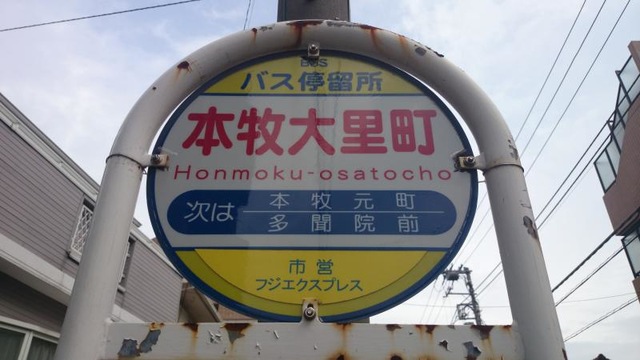 BUS
バス停留所
本牧大里町
Honmoku-osatocho
次は 本牧元町
多聞院前
市営
フジエクスプレス